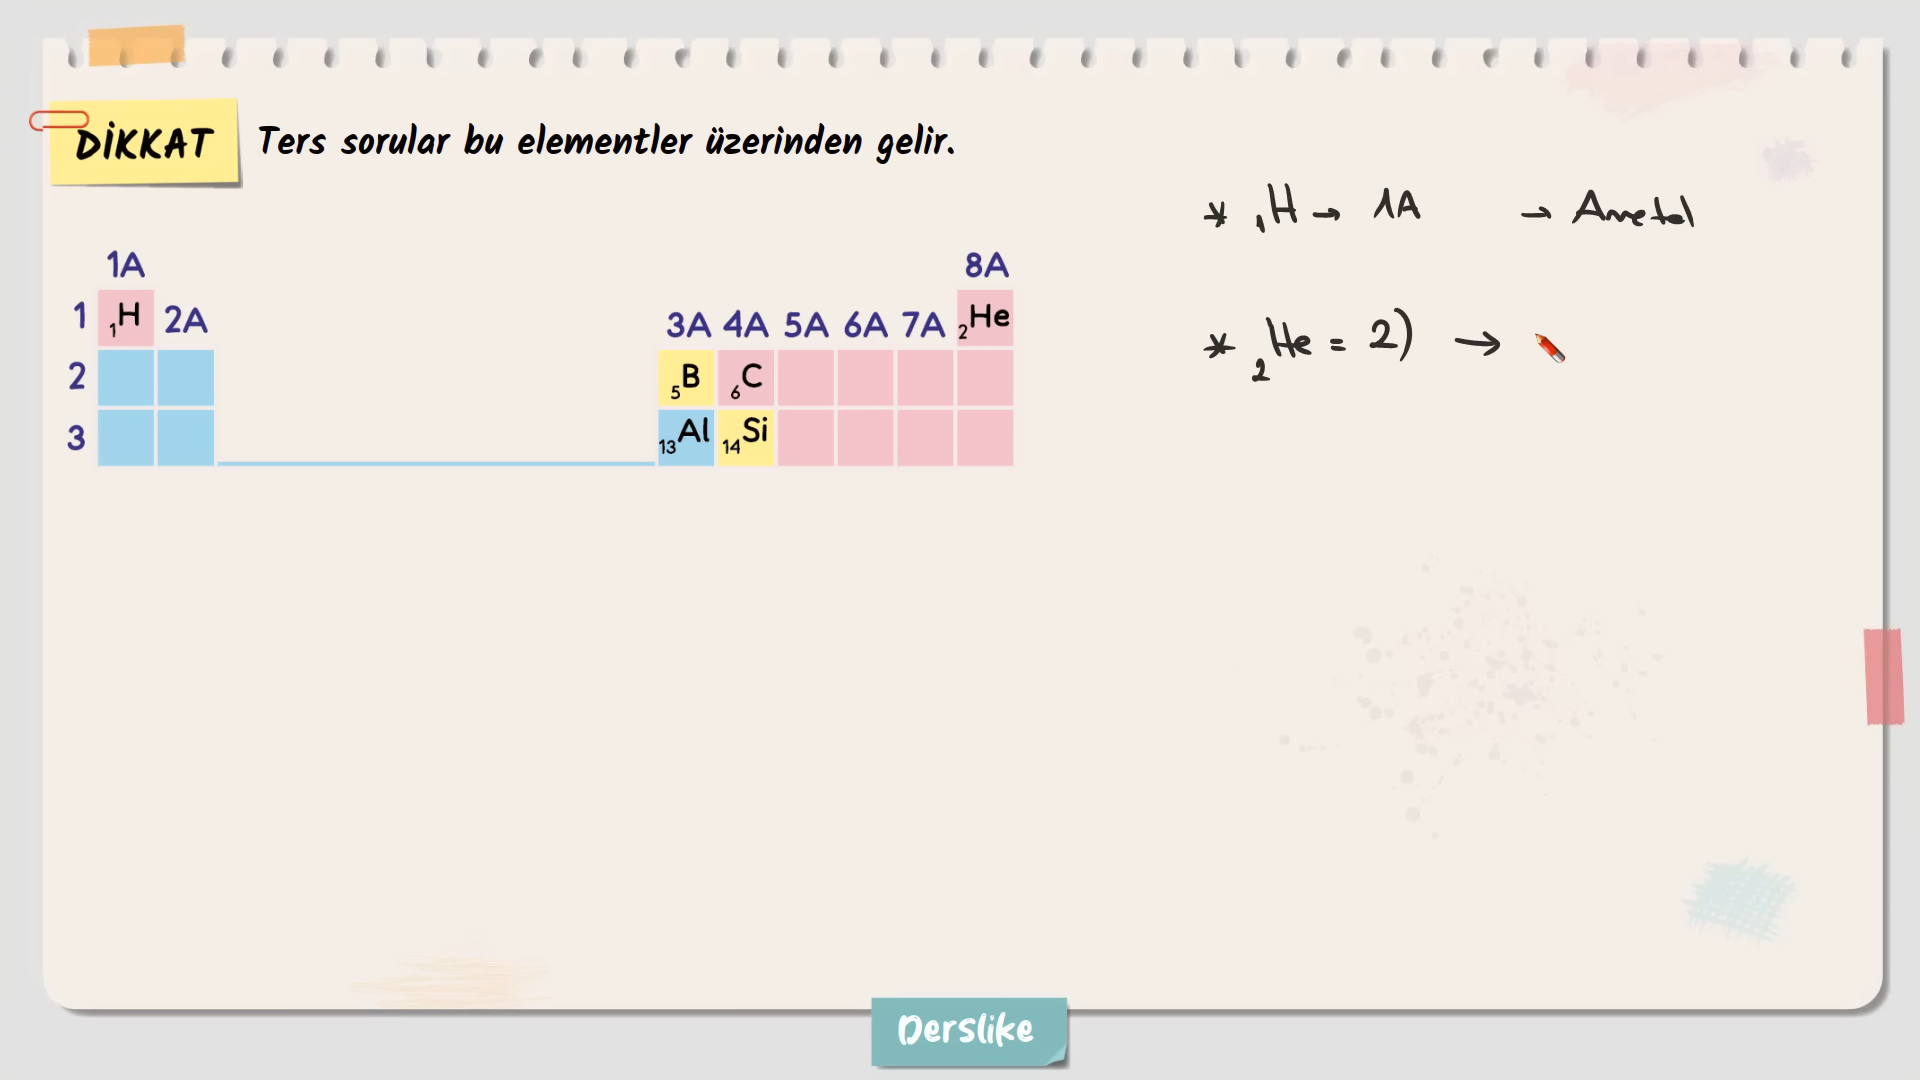 DİKKAT Ters sorular bu elementler üzerinden gelir.
* ₁H → 1A → Ametal
* ₂He = 2) →
1A 8A
1 ₁H 2A 3A 4A 5A 6A 7A ₂He
2 ₅B ₆C
3 ₁₃Al ₁₄Si
Derslike